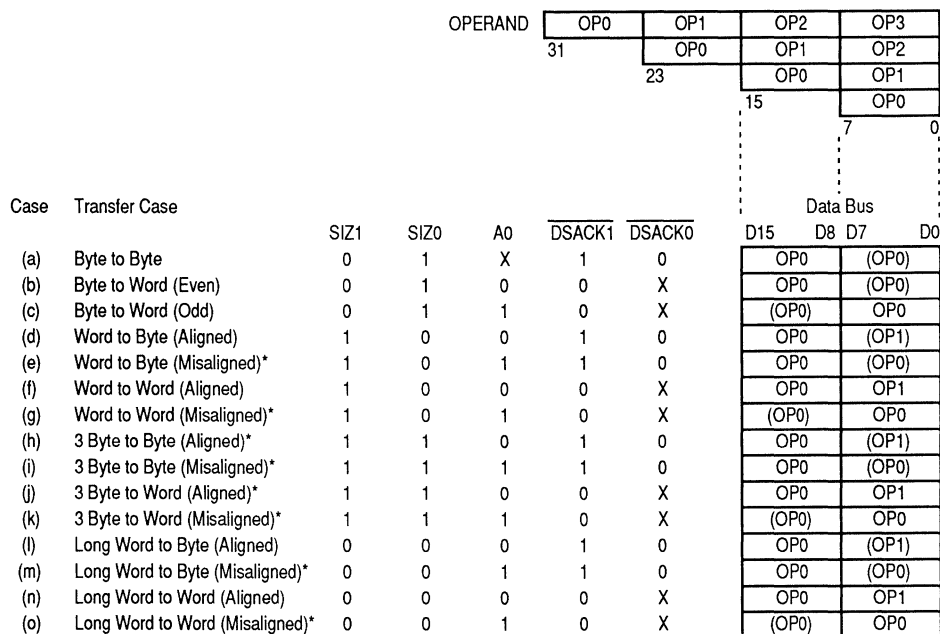 OPERAND OP0 OP1 OP2 OP3
31 OP0 OP1 OP2
23 OP0 OP1
15 OP0
7 0
Case Transfer Case Data Bus
SIZ1 SIZ0 A0 DSACK1 DSACK0 D15 D8 D7 D0
(a) Byte to Byte 0 1 X 1 0 OP0 (OP0)
(b) Byte to Word (Even) 0 1 0 0 X OP0 (OP0)
(c) Byte to Word (Odd) 0 1 1 0 X (OP0) OP0
(d) Word to Byte (Aligned) 1 0 0 1 0 OP0 (OP1)
(e) Word to Byte (Misaligned)* 1 0 1 1 0 OP0 (OP0)
(f) Word to Word (Aligned) 1 0 0 0 X OP0 OP1
(g) Word to Word (Misaligned)* 1 0 1 0 X (OP0) OP0
(h) 3 Byte to Byte (Aligned)* 1 1 0 1 0 OP0 (OP1)
(i) 3 Byte to Byte (Misaligned)* 1 1 1 1 0 OP0 (OP0)
(j) 3 Byte to Word (Aligned)* 1 1 0 0 X OP0 OP1
(k) 3 Byte to Word (Misaligned)* 1 1 1 0 X (OP0) OP0
(l) Long Word to Byte (Aligned) 0 0 0 1 0 OP0 (OP1)
(m) Long Word to Byte (Misaligned)* 0 0 1 1 0 OP0 (OP0)
(n) Long Word to Word (Aligned) 0 0 0 0 X OP0 OP1
(o) Long Word to Word (Misaligned)* 0 0 1 0 X (OP0) OP0